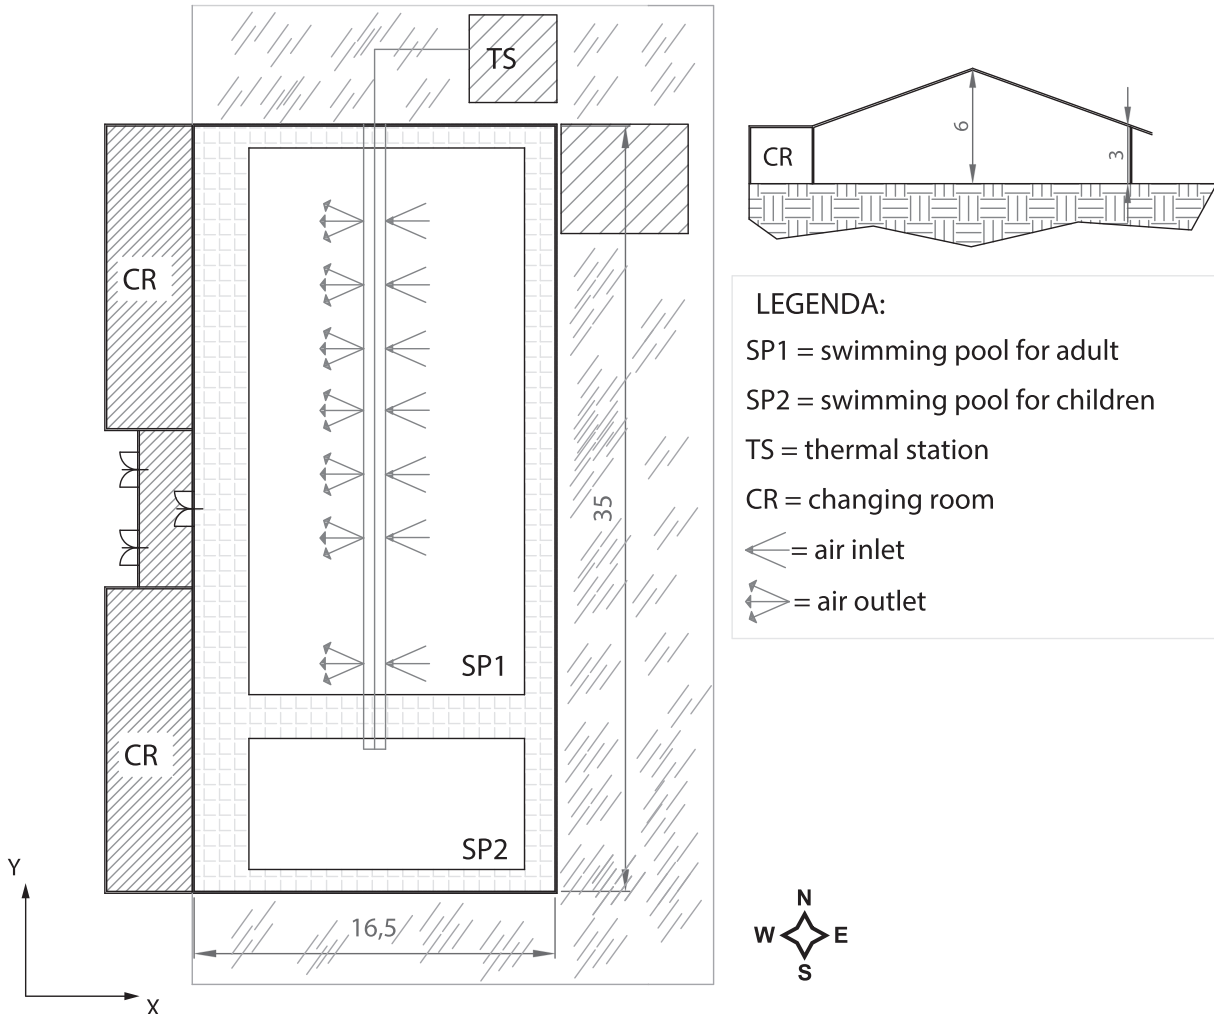 TS
CR
CR
SP1
SP2
35
16,5
Y
X
CR
6
3
LEGENDA:
SP1 = swimming pool for adult
SP2 = swimming pool for children
TS = thermal station
CR = changing room
= air inlet
= air outlet
N
W E
S